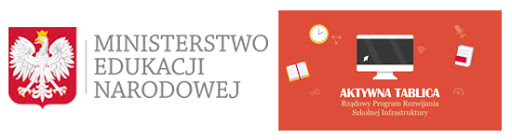 MINISTERSTWO
EDUKACJI
NARODOWEJ
AKTYWNA TABLICA
Rządowy Program Rozwijania
Szkolnej Infrastruktury